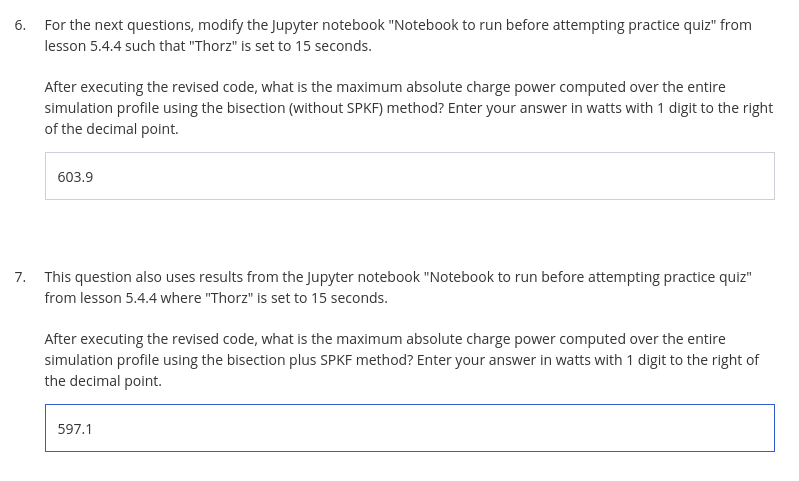 6. For the next questions, modify the Jupyter notebook "Notebook to run before attempting practice quiz" from
lesson 5.4.4 such that "Thorz" is set to 15 seconds.
After executing the revised code, what is the maximum absolute charge power computed over the entire
simulation profile using the bisection (without SPKF) method? Enter your answer in watts with 1 digit to the right
of the decimal point.
603.9
7. This question also uses results from the Jupyter notebook "Notebook to run before attempting practice quiz"
from lesson 5.4.4 where "Thorz" is set to 15 seconds.
After executing the revised code, what is the maximum absolute charge power computed over the entire
simulation profile using the bisection plus SPKF method? Enter your answer in watts with 1 digit to the right of
the decimal point.
597.1